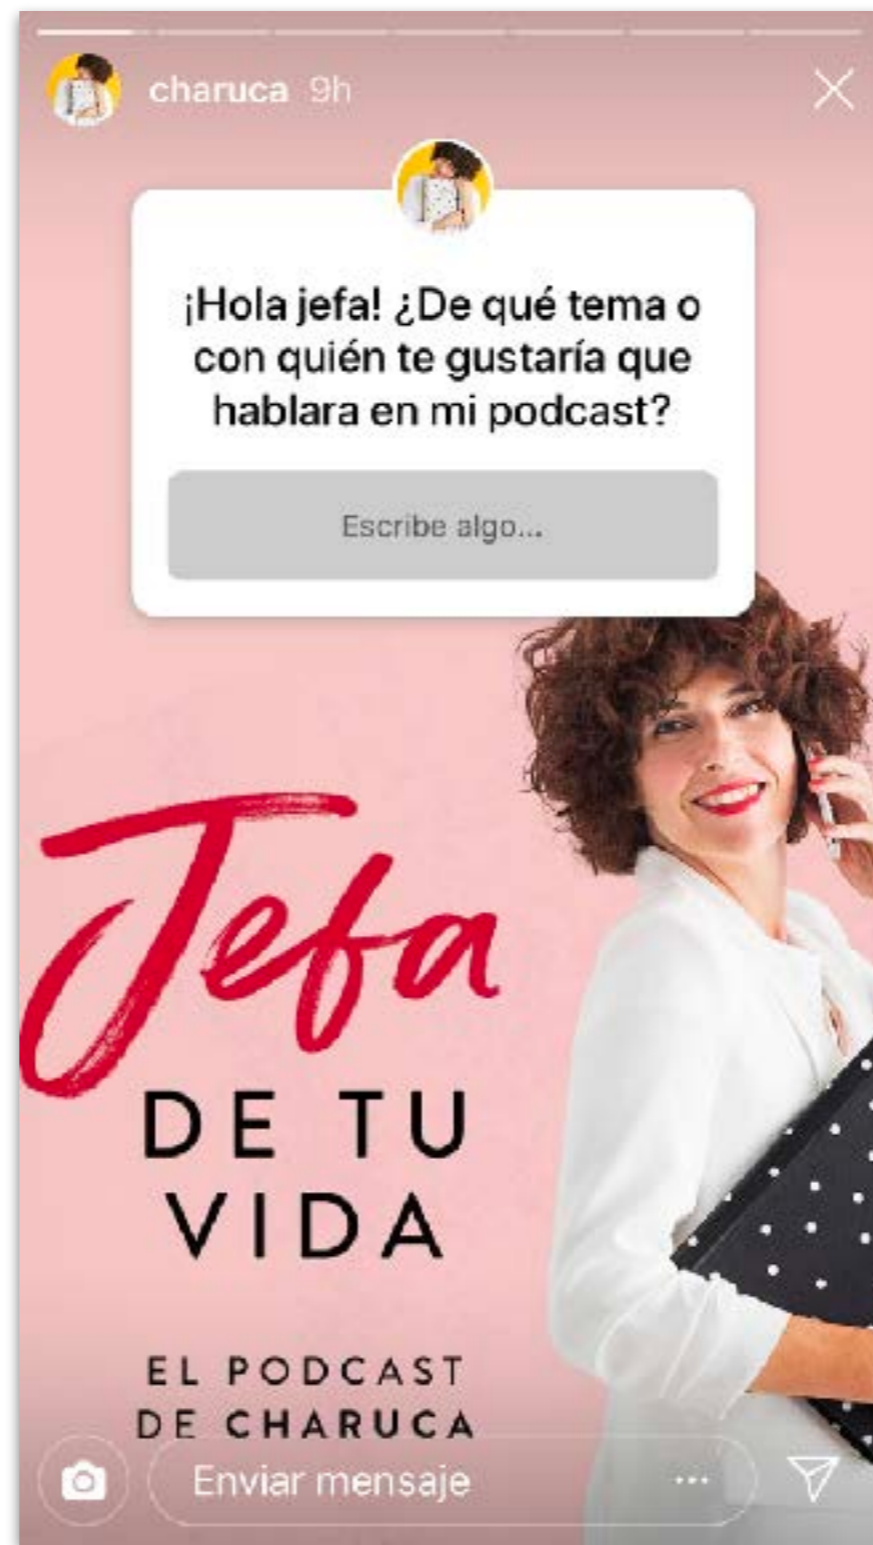 charuca 9h
¡Hola jefa! ¿De qué tema o
con quién te gustaría que
hablara en mi podcast?
Escribe algo...
Jefa
DE TU
VIDA
EL PODCAST
DE CHARUCA
Enviar mensaje